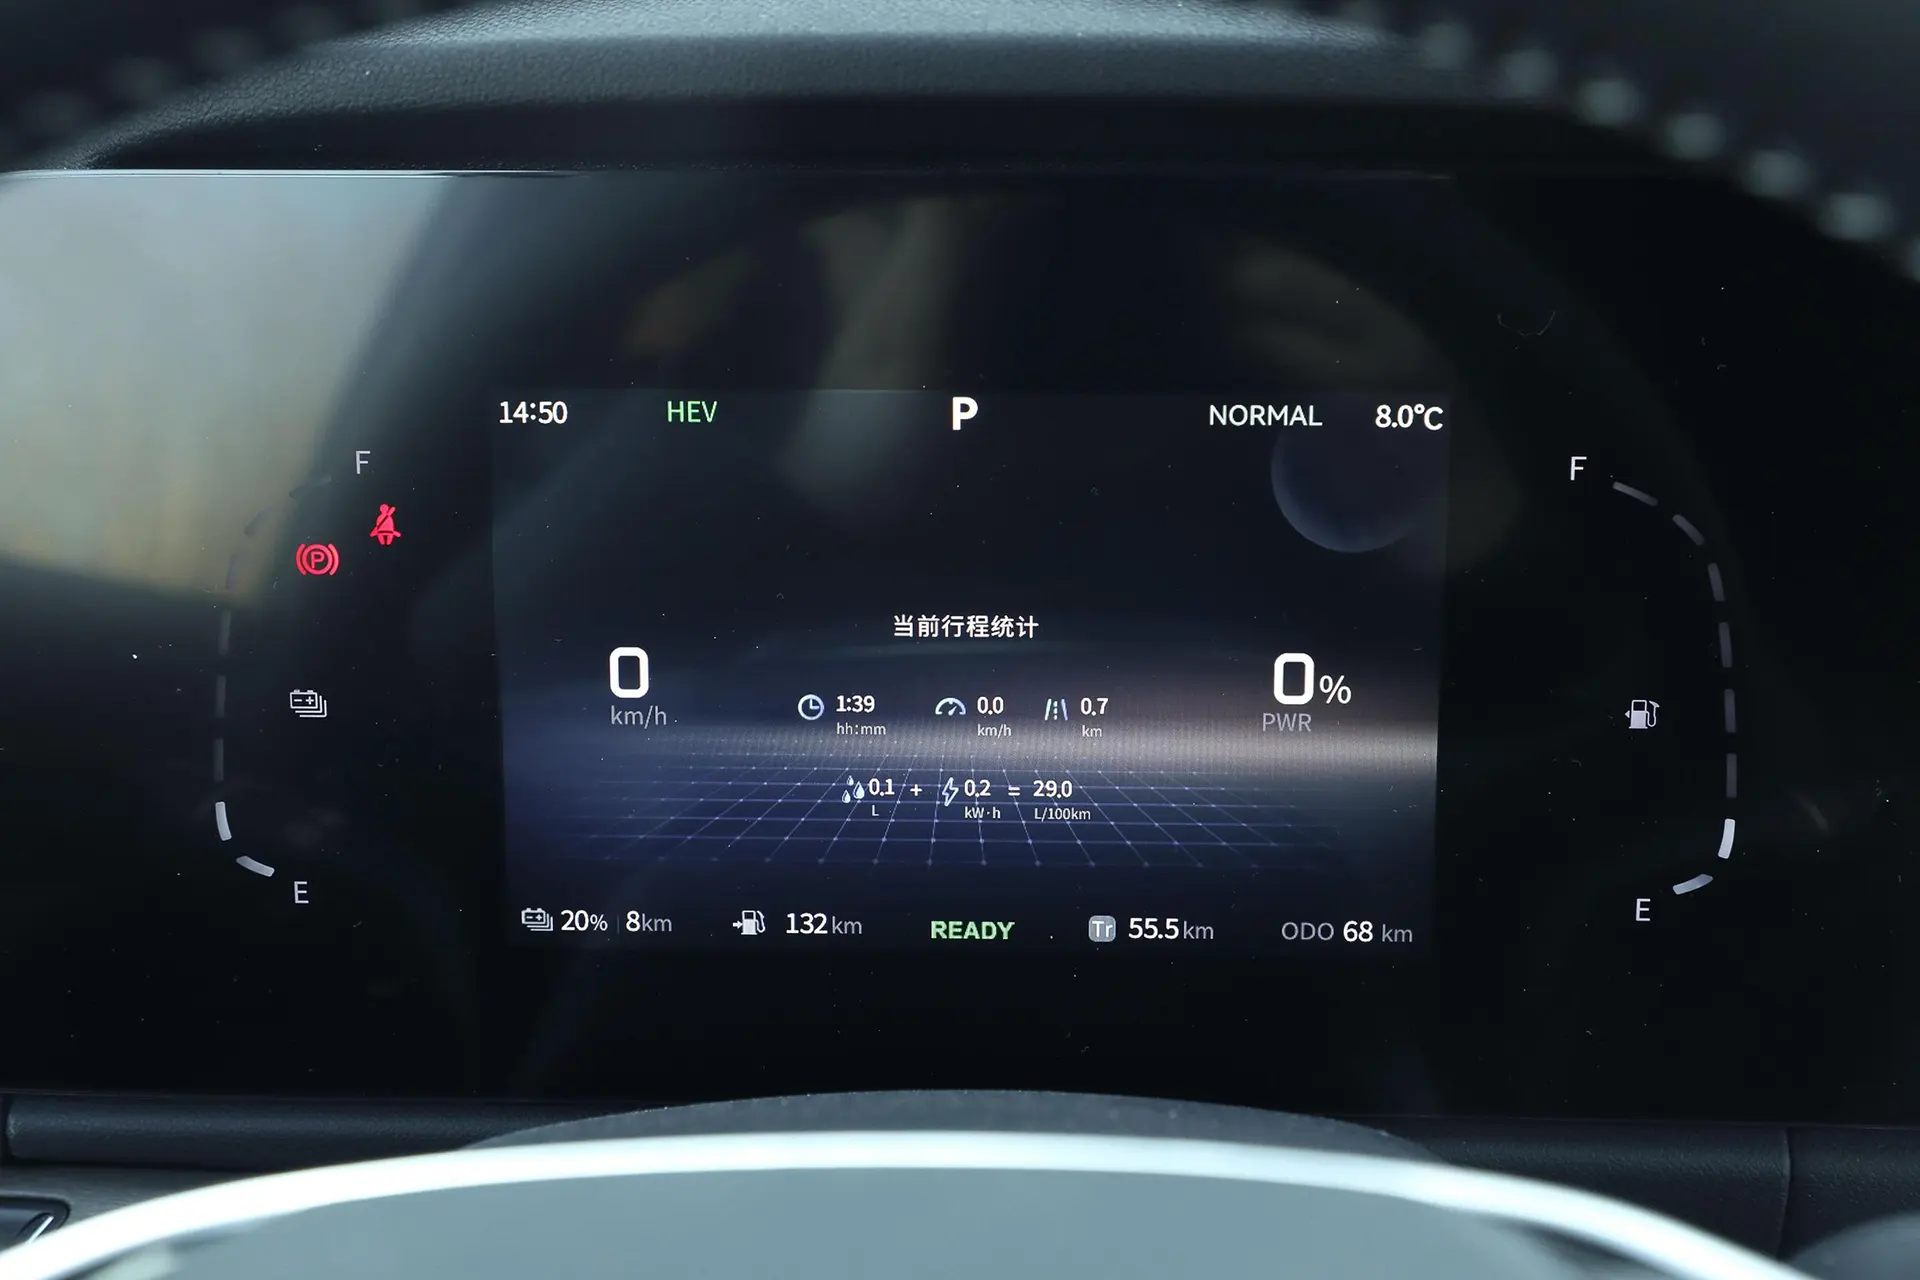 14:50 HEV P NORMAL 8.0°C
F F
P
当前行程统计
0 0%
km/h PWR
1:39 0.0 0.7
hh:mm km/h km
0.1 + 0.2 = 29.0
L kW·h L/100km
E E
20% 8km 132km READY Tr 55.5km ODO 68 km